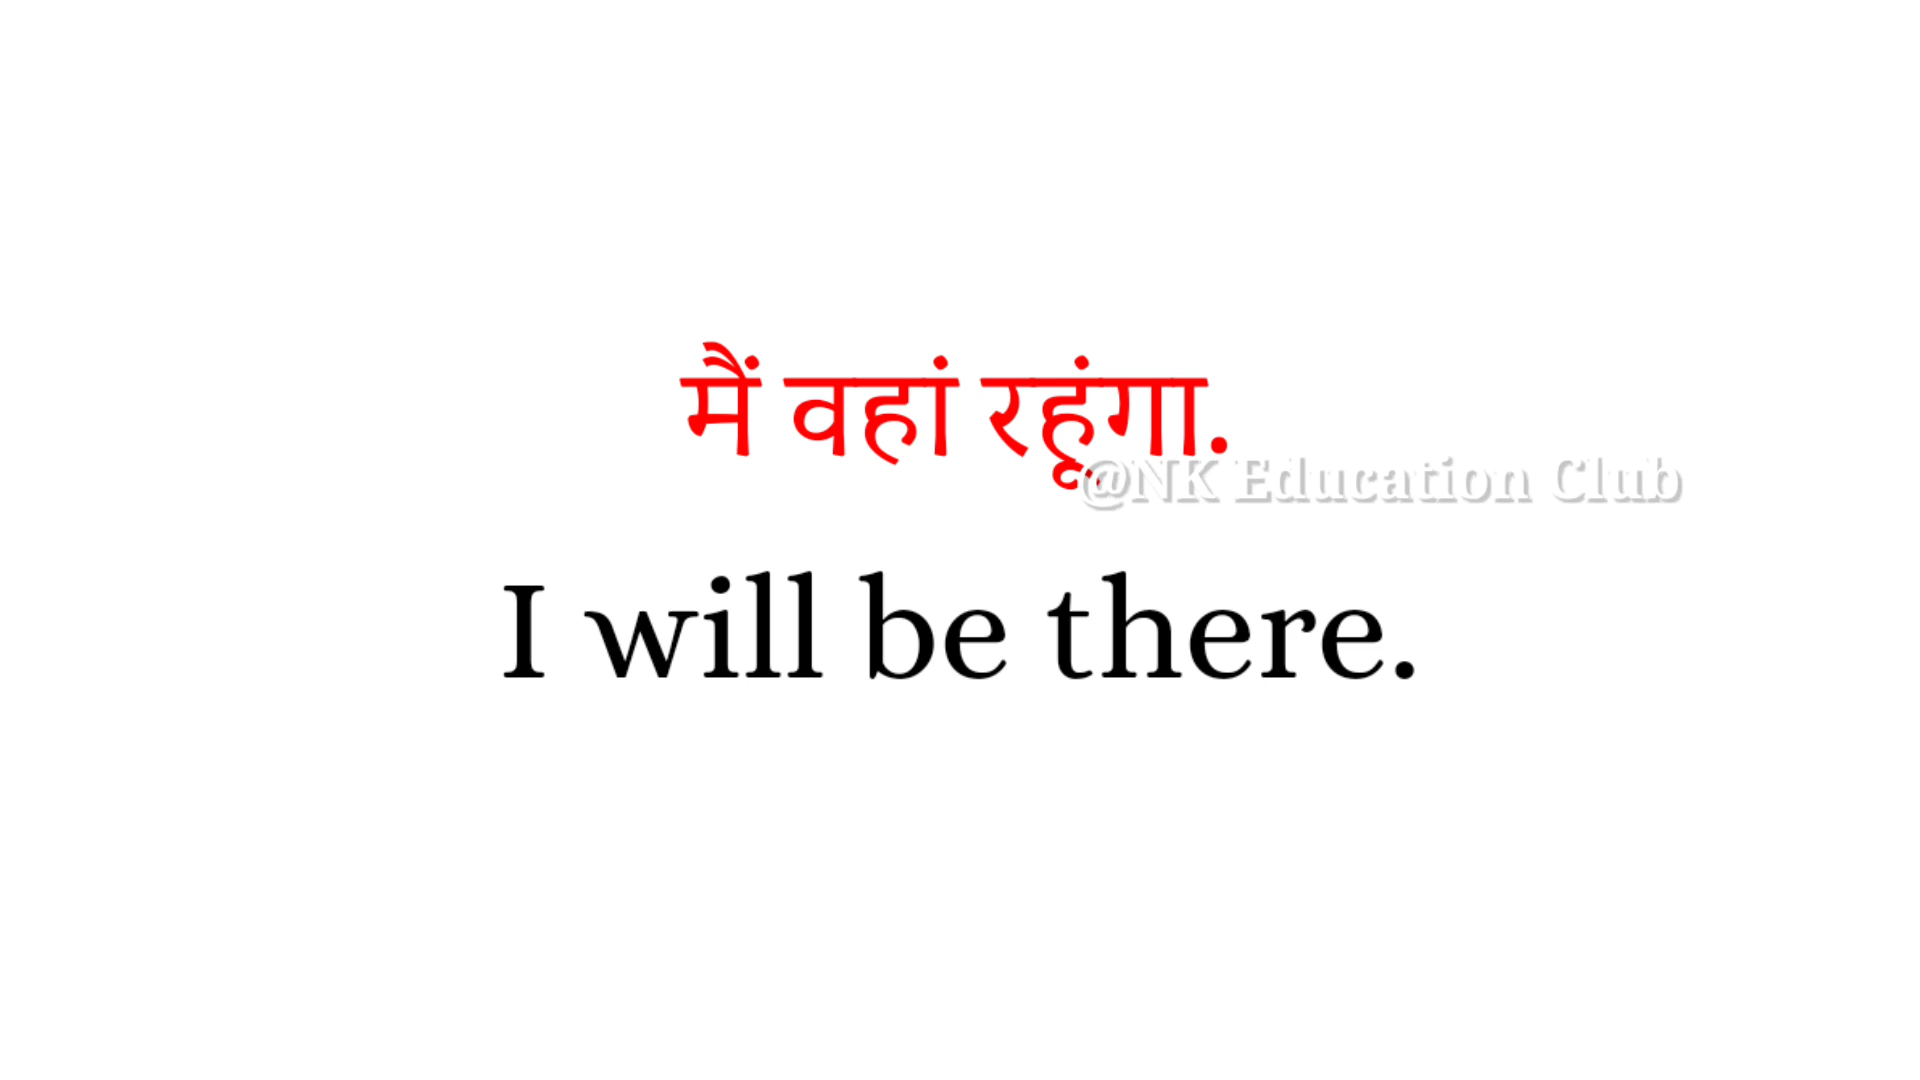 मैं वहां रहूंगा.
@NK Education Club
I will be there.